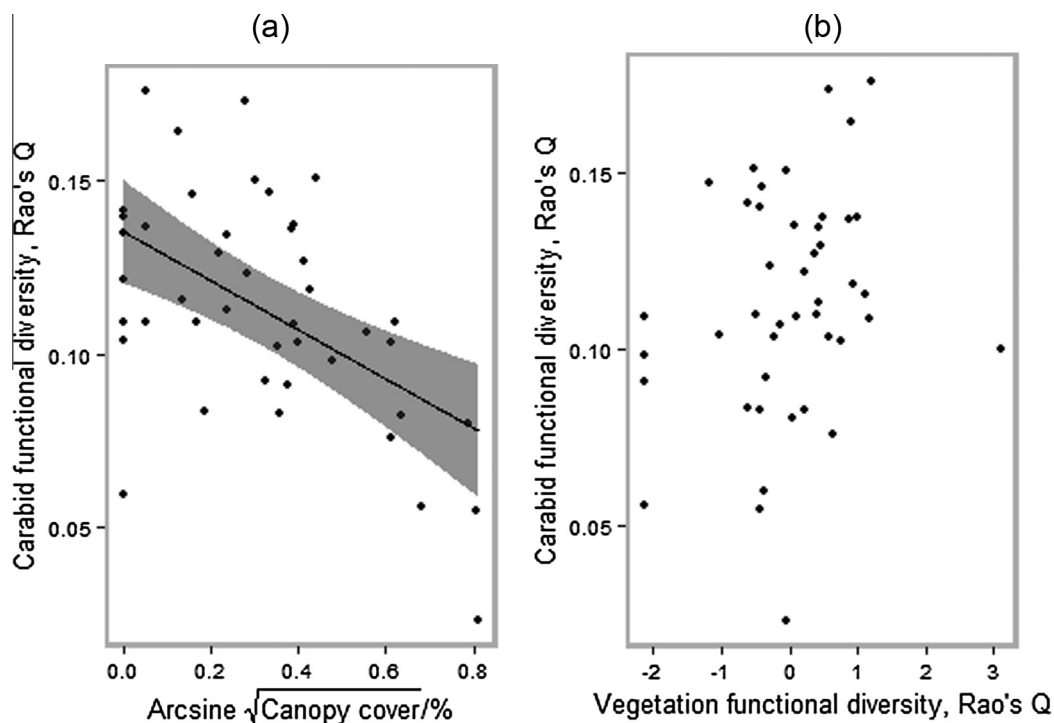 (a)
(b)
Carabid functional diversity, Rao's Q
0.15
0.10
0.05
0.0 0.2 0.4 0.6 0.8
Arcsine √Canopy cover/%
Carabid functional diversity, Rao's Q
0.15
0.10
0.05
-2 -1 0 1 2 3
Vegetation functional diversity, Rao's Q